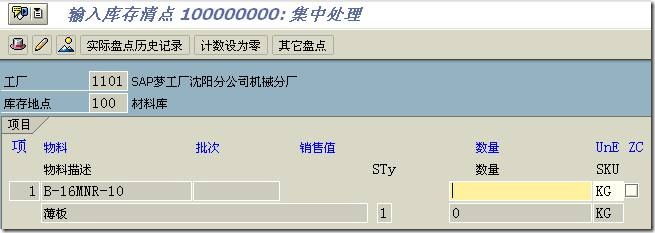 输入库存清点 100000000: 集中处理
实际盘点历史记录 计数设为零 其它盘点
工厂 1101 SAP梦工厂沈阳分公司机械分厂
库存地点 100 材料库
项目
项 物料 批次 销售值 数量 UnE ZC
物料描述 STy 数量 SKU
1 B-16MNR-10 KG
薄板 1 0 KG